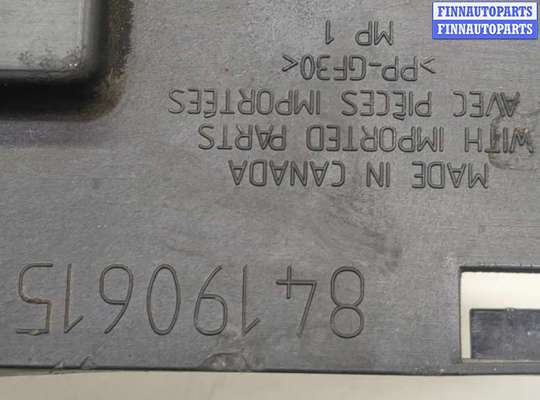 FINNAUTOPARTS
FINNAUTOPARTS
84190615
MADE IN CANADA
WITH IMPORTED PARTS
AVEC PIÈCES IMPORTÉES
>PP-GF30<
MP 1